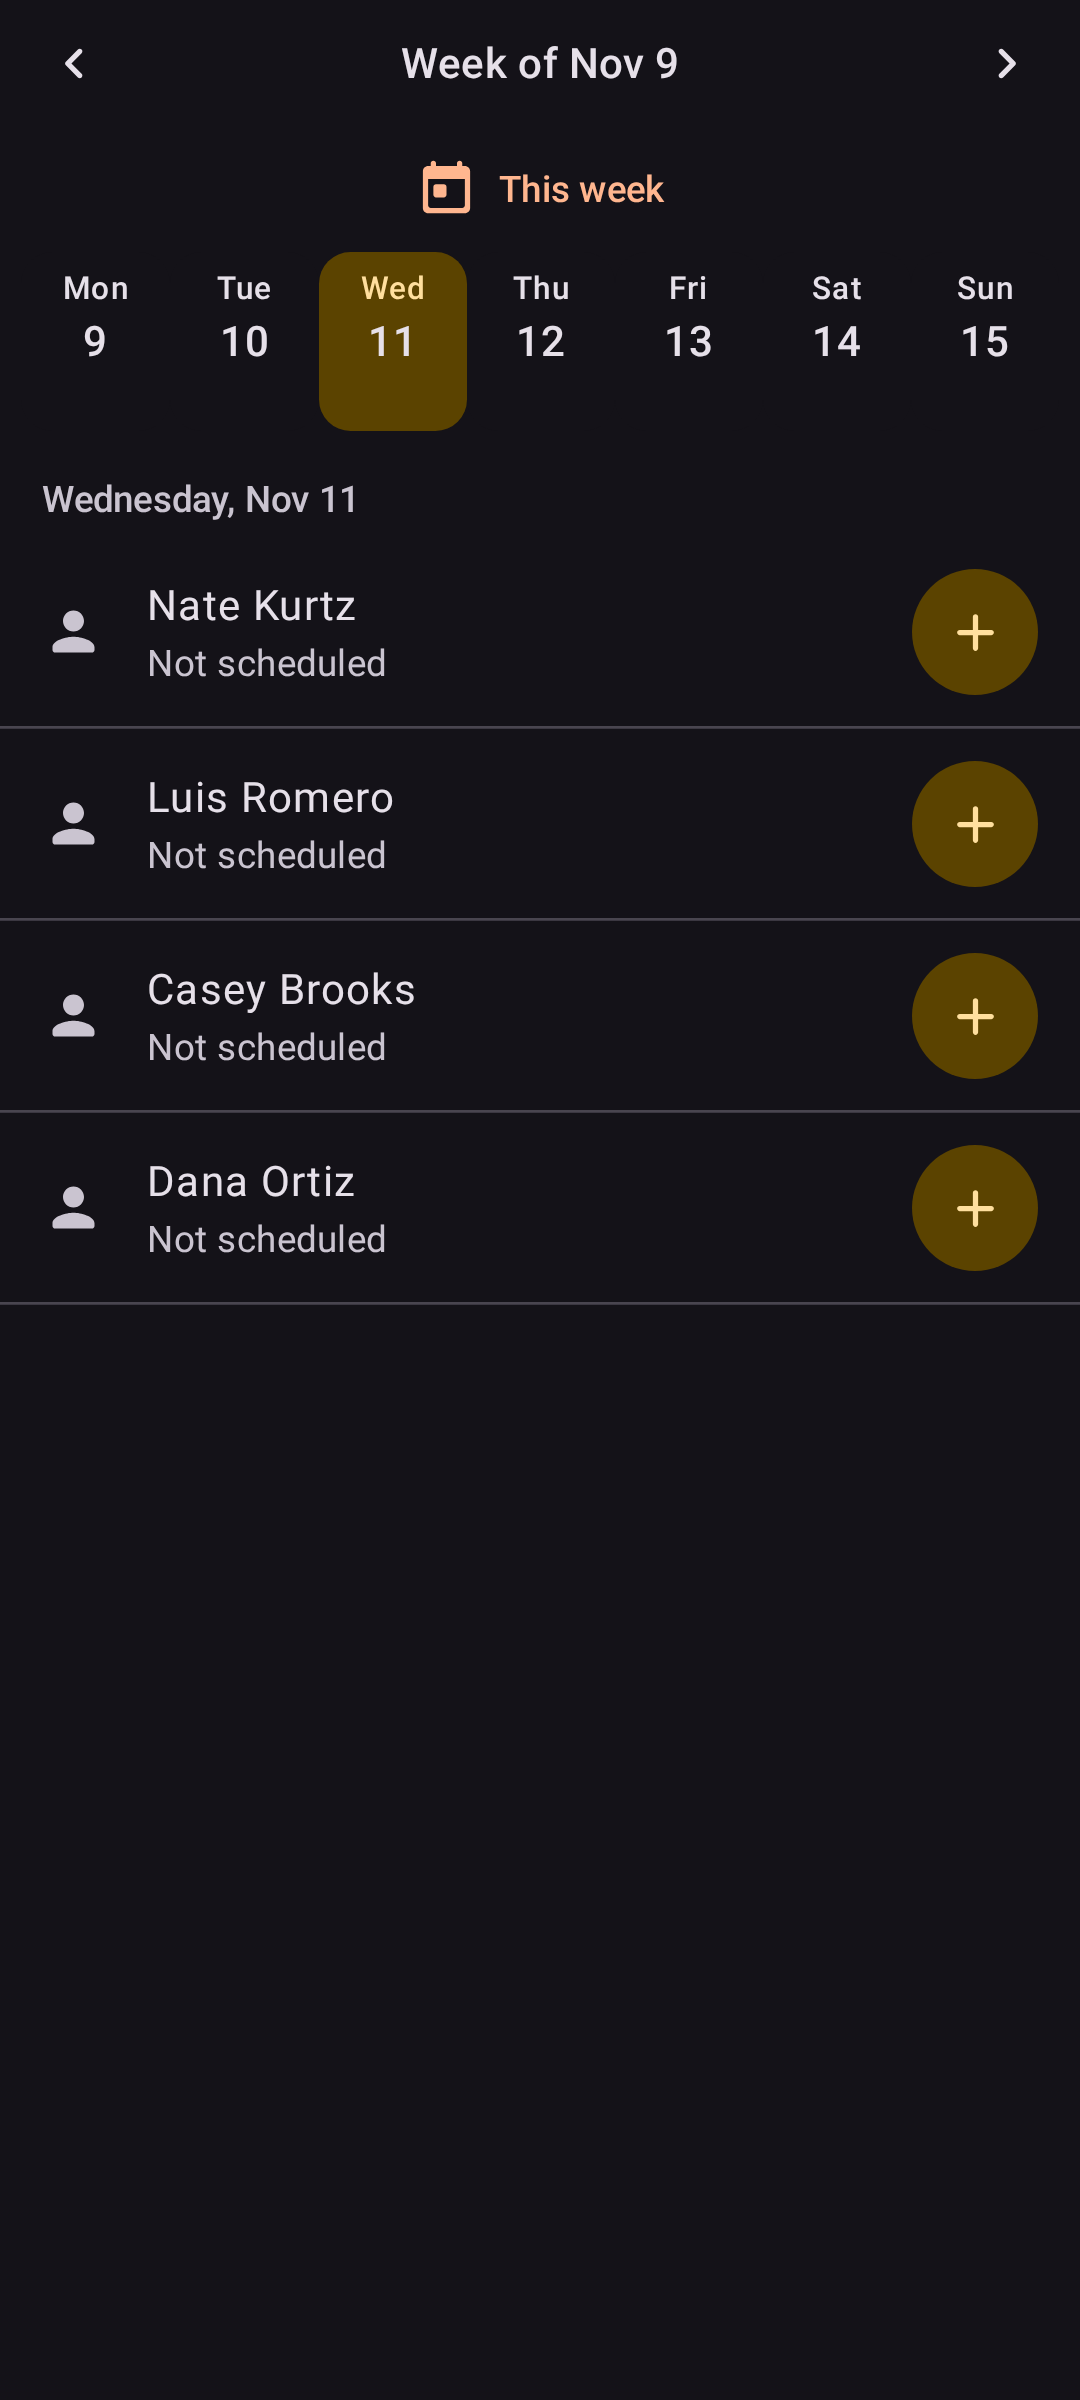 Week of Nov 9
This week
Mon Tue Wed Thu Fri Sat Sun
9 10 11 12 13 14 15
Wednesday, Nov 11
Nate Kurtz
Not scheduled
Luis Romero
Not scheduled
Casey Brooks
Not scheduled
Dana Ortiz
Not scheduled